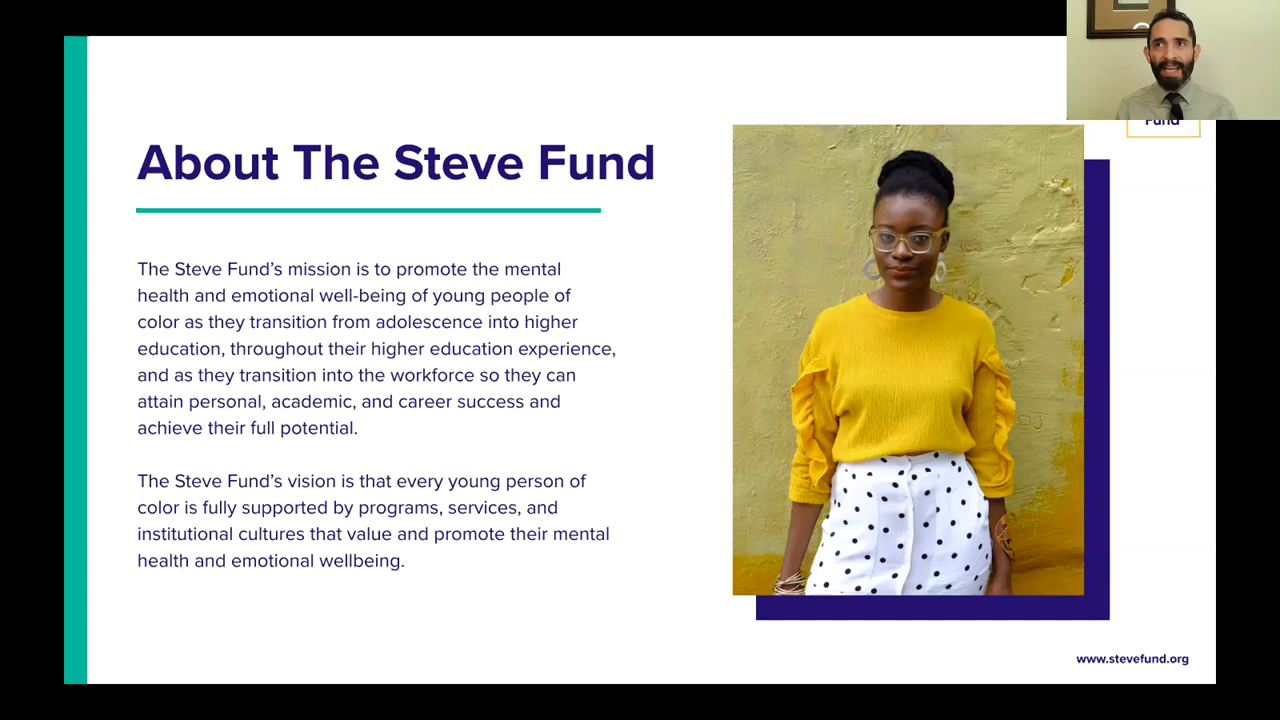 Fund
About The Steve Fund
The Steve Fund’s mission is to promote the mental
health and emotional well-being of young people of
color as they transition from adolescence into higher
education, throughout their higher education experience,
and as they transition into the workforce so they can
attain personal, academic, and career success and
achieve their full potential.
The Steve Fund’s vision is that every young person of
color is fully supported by programs, services, and
institutional cultures that value and promote their mental
health and emotional wellbeing.
www.stevefund.org